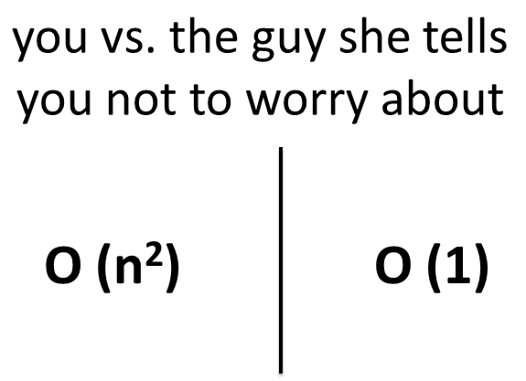 you vs. the guy she tells
you not to worry about
O (n²)
O (1)